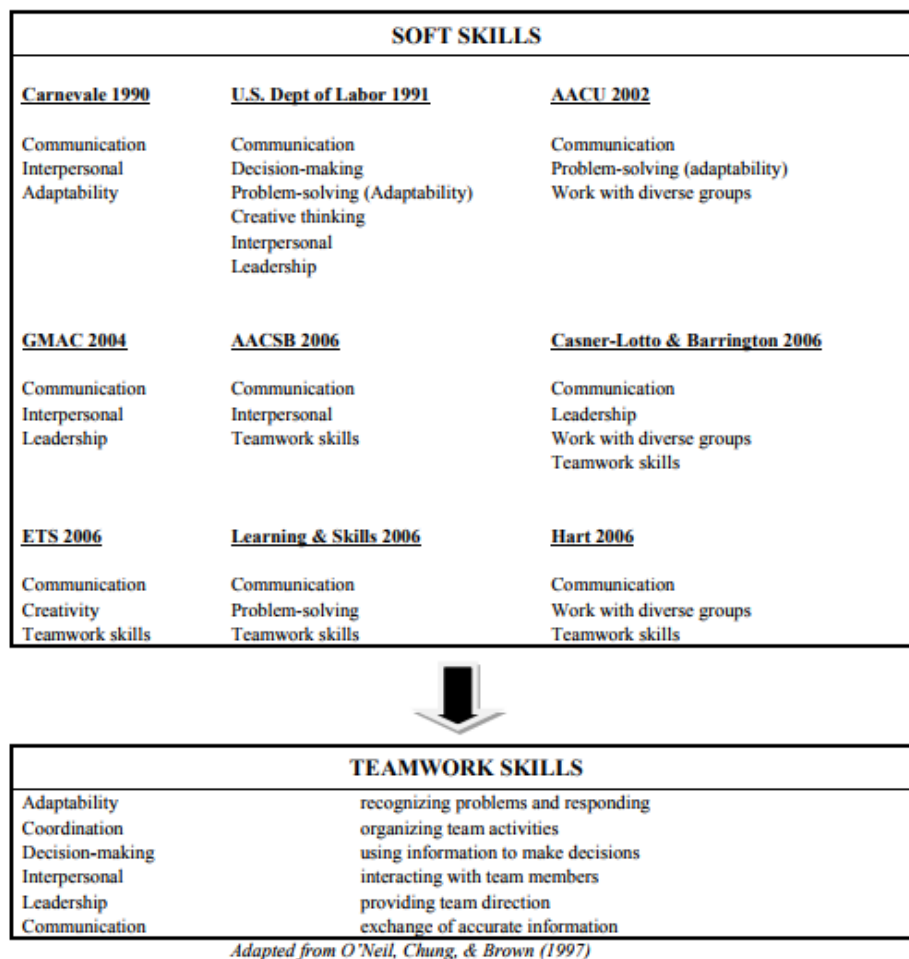 SOFT SKILLS
Carnevale 1990 U.S. Dept of Labor 1991 AACU 2002
Communication Communication Communication
Interpersonal Decision-making Problem-solving (adaptability)
Adaptability Problem-solving (Adaptability) Work with diverse groups
Creative thinking
Interpersonal
Leadership
GMAC 2004 AACSB 2006 Casner-Lotto & Barrington 2006
Communication Communication Communication
Interpersonal Interpersonal Leadership
Leadership Teamwork skills Work with diverse groups
Teamwork skills
ETS 2006 Learning & Skills 2006 Hart 2006
Communication Communication Communication
Creativity Problem-solving Work with diverse groups
Teamwork skills Teamwork skills Teamwork skills
TEAMWORK SKILLS
Adaptability recognizing problems and responding
Coordination organizing team activities
Decision-making using information to make decisions
Interpersonal interacting with team members
Leadership providing team direction
Communication exchange of accurate information
Adapted from O'Neil, Chung, & Brown (1997)